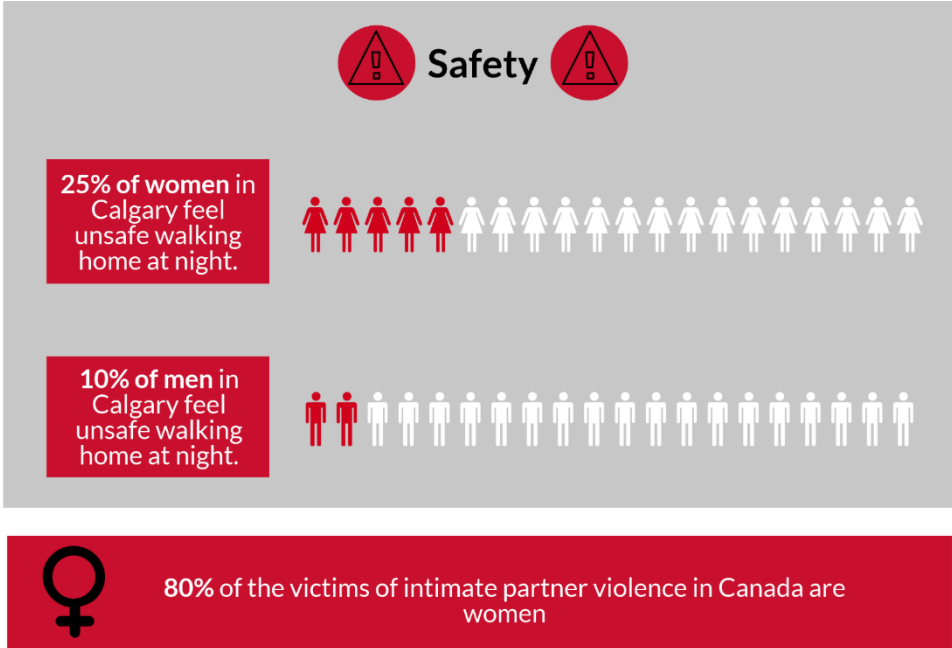 Safety
25% of women in
Calgary feel
unsafe walking
home at night.
10% of men in
Calgary feel
unsafe walking
home at night.
80% of the victims of intimate partner violence in Canada are
women